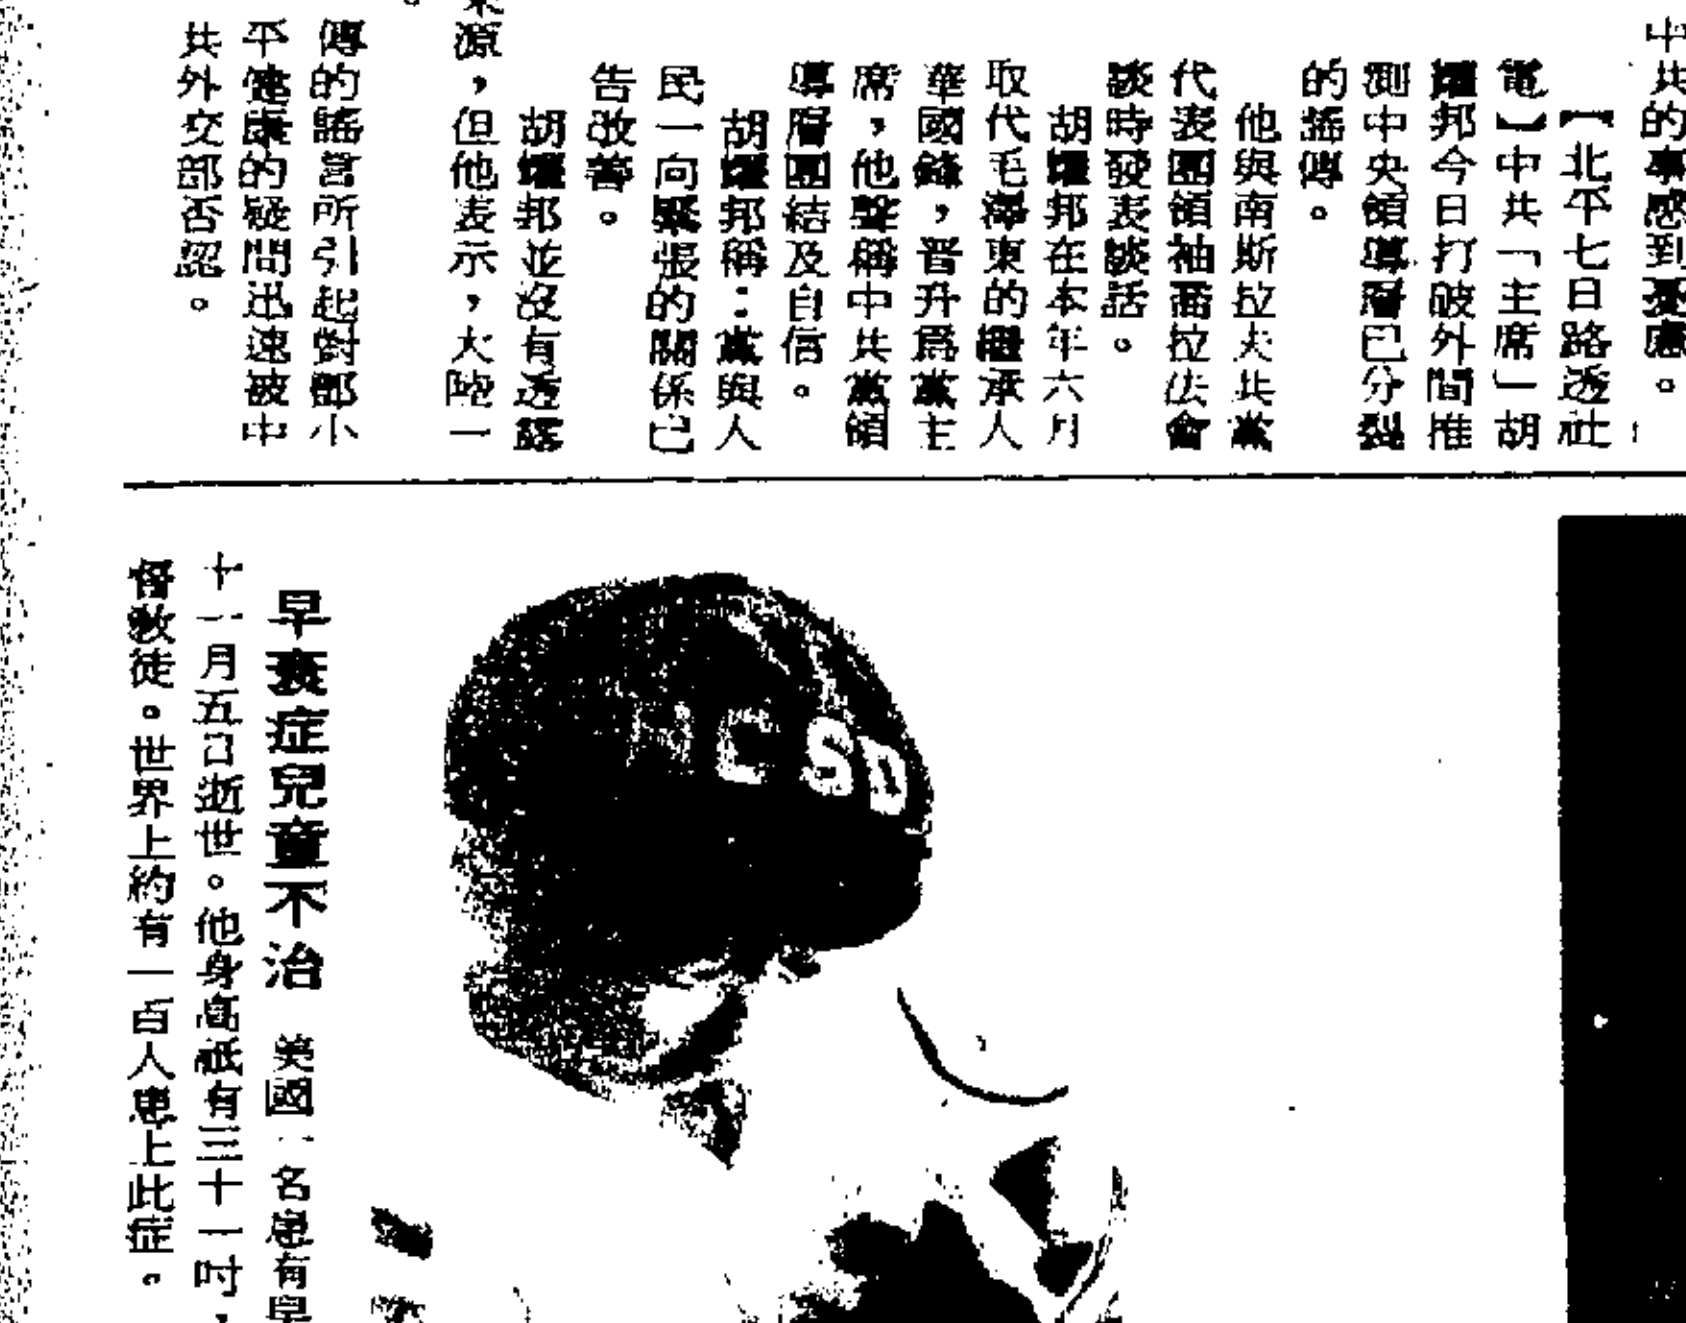 中共的事感到憂慮。
【北平七日路透社
電】中共「主席」胡
耀邦今日打破外間推
測中央領導層已分裂
的謠傳。
他與南斯拉夫共黨
代表團領袖
談時發表談話。
胡耀邦在本年六月
取代毛澤東的繼承人
華國鋒，晋升爲黨主
席，他聲稱中共黨領
導層團結及自信。
胡耀邦稱：黨與人
民一向緊張的關係已
告改善。
胡耀邦並沒有透露
來源，但他表示，大陸一
傳的謠言所引起對鄧小
平健康的疑問迅速被中
共外交部否認。
早衰症兒童不治
美國一名患有早
十一月五日逝世。他身高祇有三十一吋，
督教徒。世界上約有一百人患上此症。
CSD